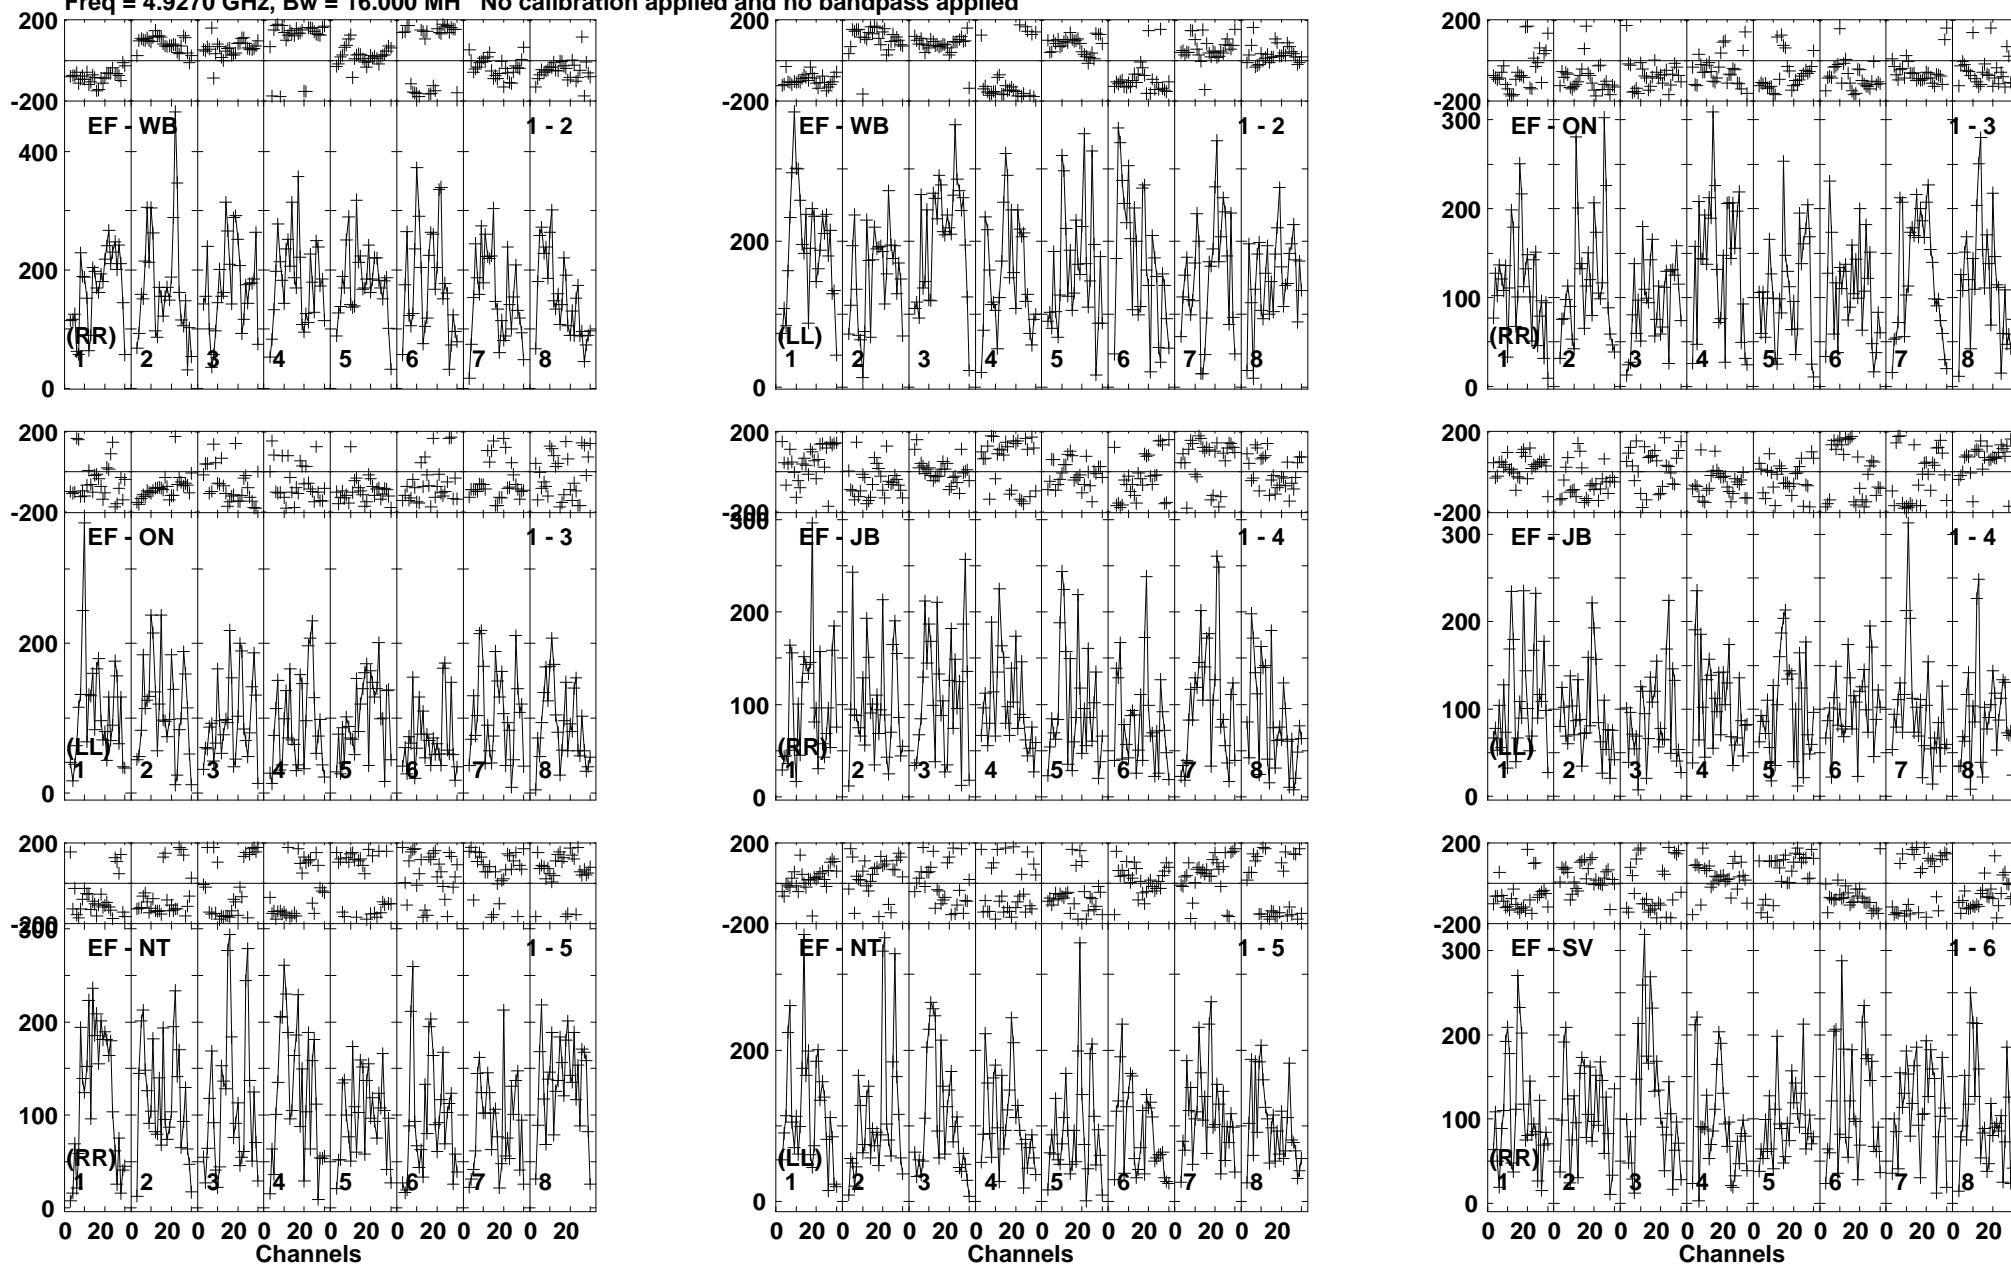 Freq = 4.9270 GHz, Bw = 16.000 MH No calibration applied and no bandpass applied
200 200 200
-200 -200 -200
EF - WB 1 - 2 EF - WB 1 - 2 EF - ON 1 - 3
300
400
200
200 200
100
(RR) (LL) (RR)
1 2 3 4 5 6 7 8 1 2 3 4 5 6 7 8 1 2 3 4 5 6 7 8
0 0 0
200 200 200
-200 -200 -200
300
EF - ON 1 - 3 EF - JB 1 - 4 EF - JB 1 - 4
300
200 200 200
100 100
(LL) (RR) (LL)
1 2 3 4 5 6 7 8 1 2 3 4 5 6 7 8 1 2 3 4 5 6 7 8
0 0 0
200 200 200
-200 -200 -200
300
EF - NT 1 - 5 EF - NT 1 - 5 EF - SV 1 - 6
300
200 200 200
100 100
(RR) (LL) (RR)
1 2 3 4 5 6 7 8 1 2 3 4 5 6 7 8 1 2 3 4 5 6 7 8
0 0 0
0 20 0 20 0 20 0 20 0 20 0 20 0 20 0 20 0 20 0 20 0 20 0 20 0 20 0 20 0 20 0 20 0 20 0 20 0 20 0 20 0 20 0 20 0 20 0 20
Channels Channels Channels